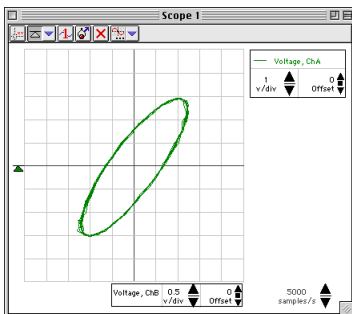 Scope 1
Voltage, ChA
1 v/div 0 Offset
Voltage, ChB 0.5 v/div 0 Offset
5000 samples/s